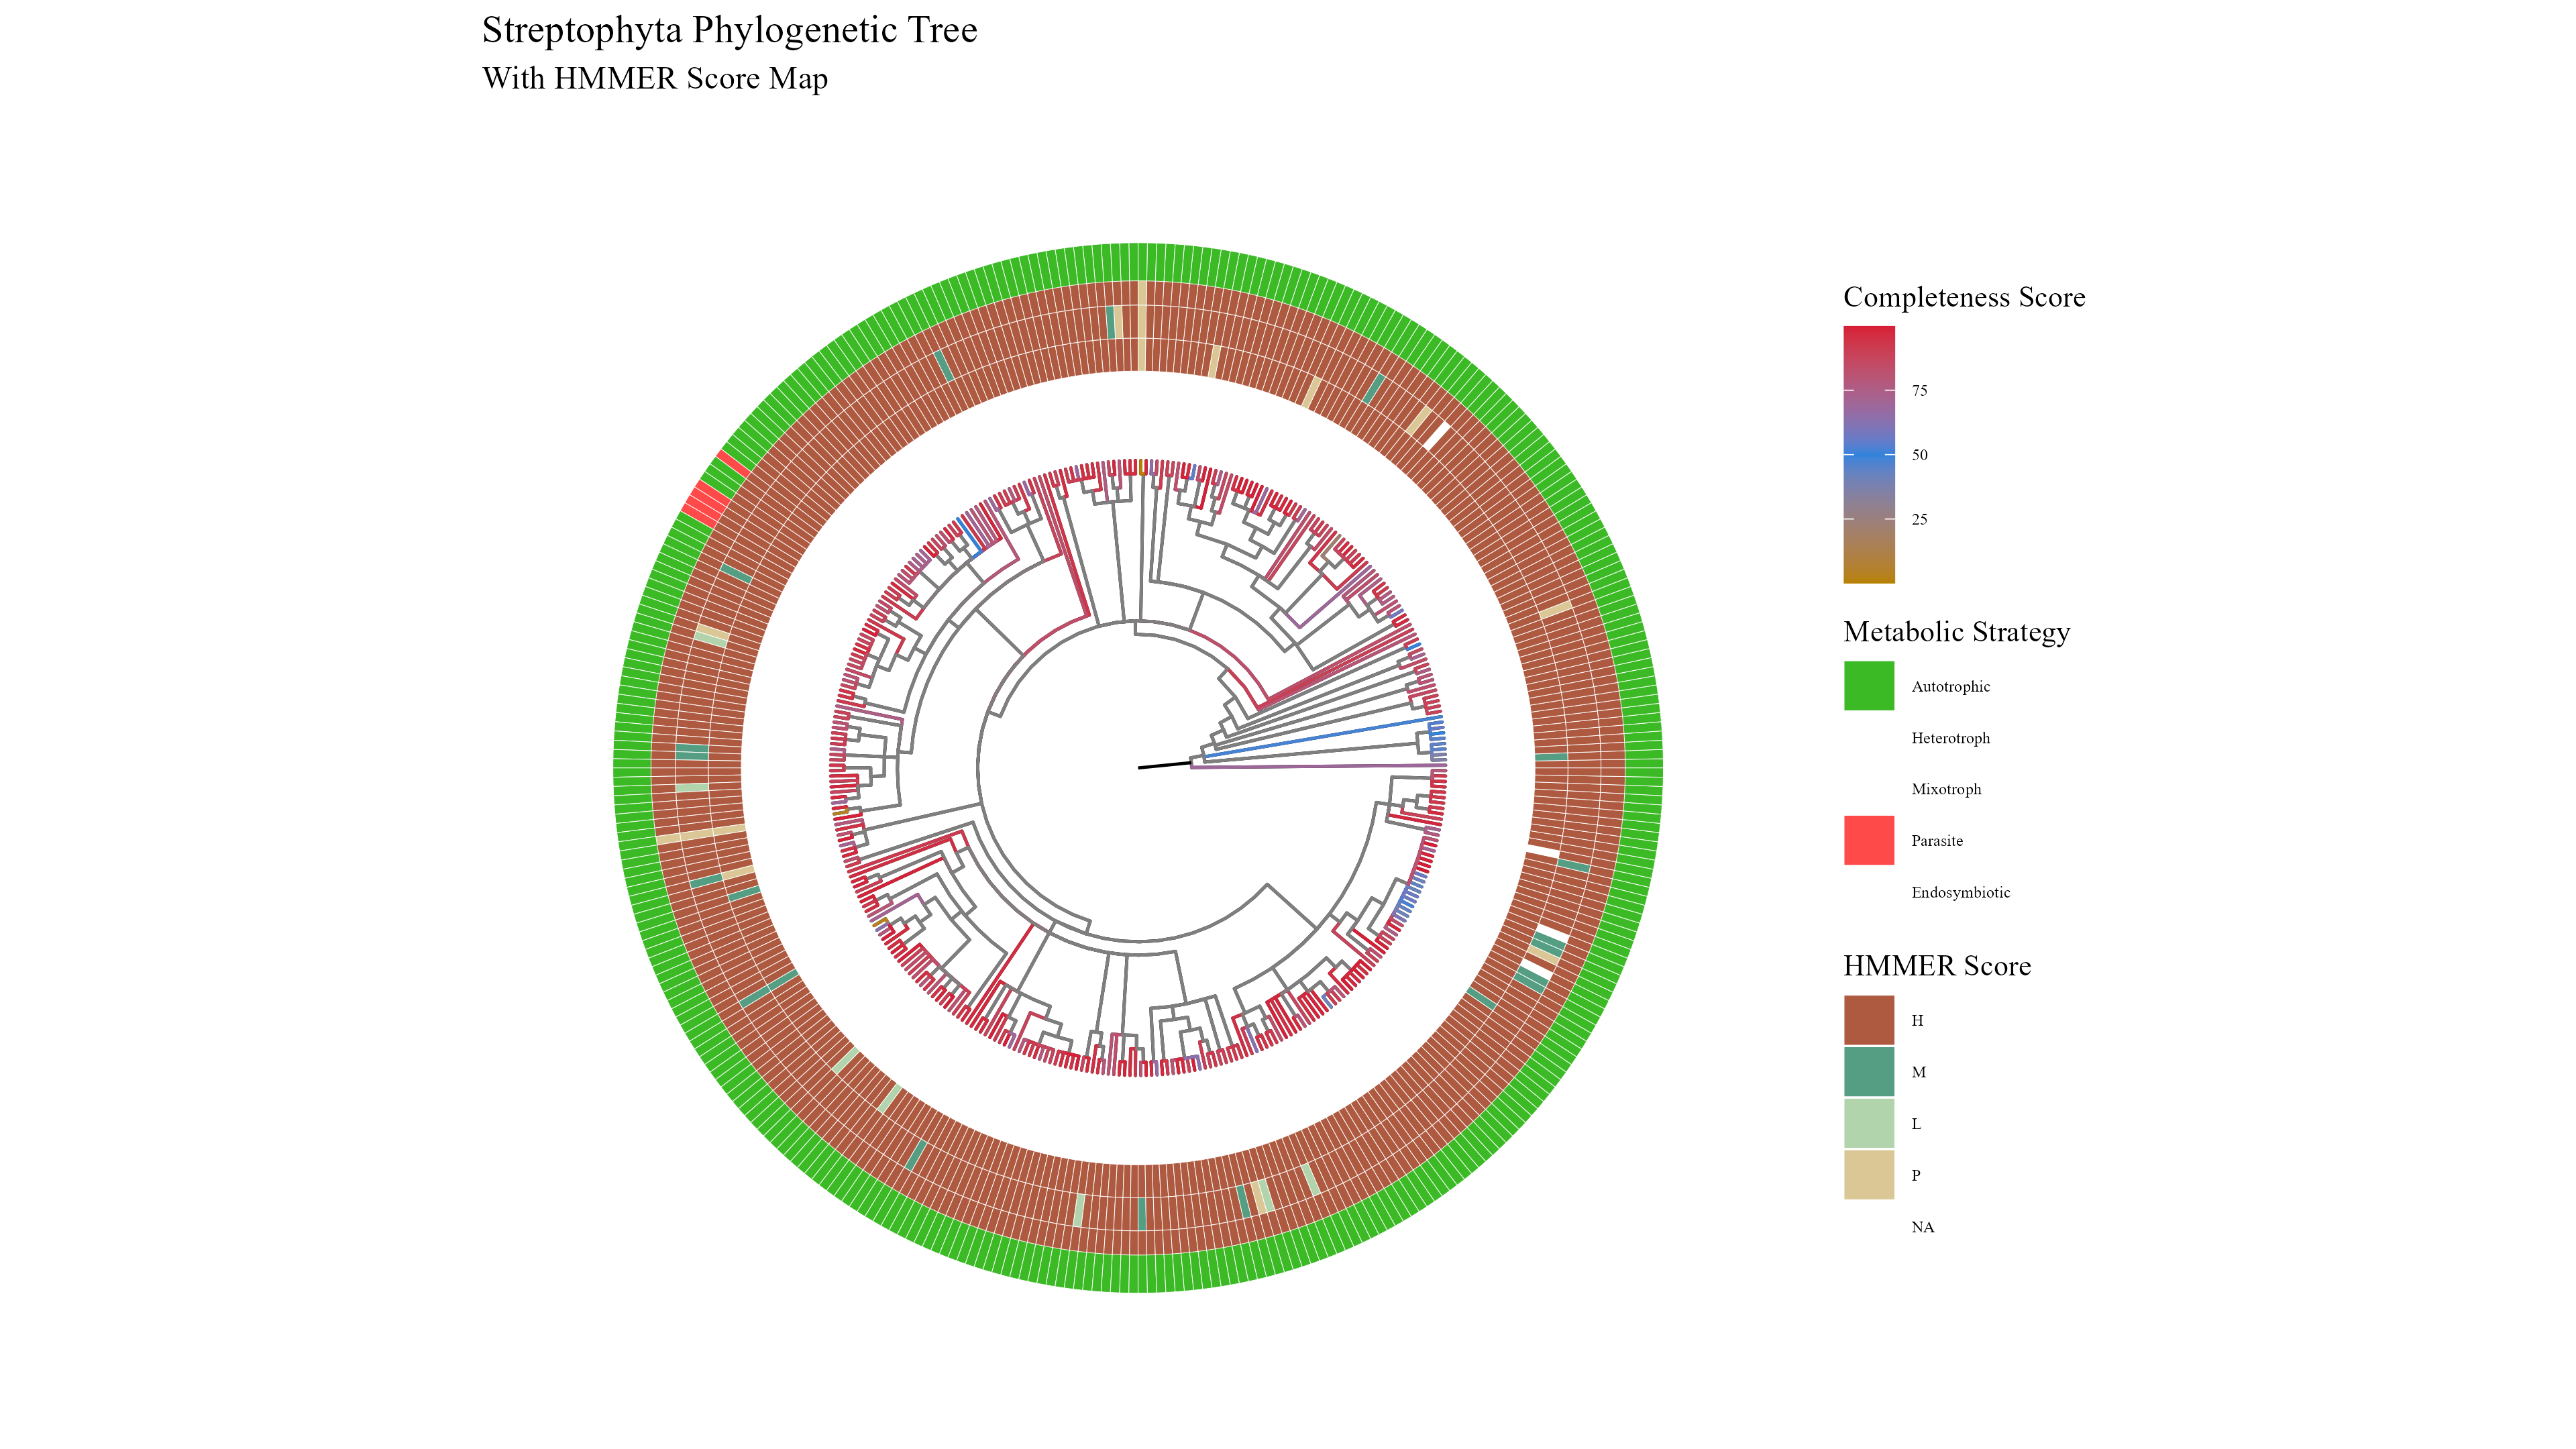 Streptophyta Phylogenetic Tree
With HMMER Score Map
Completeness Score
75
50
25
Metabolic Strategy
Autotrophic
Heterotroph
Mixotroph
Parasite
Endosymbiotic
HMMER Score
H
M
L
P
NA